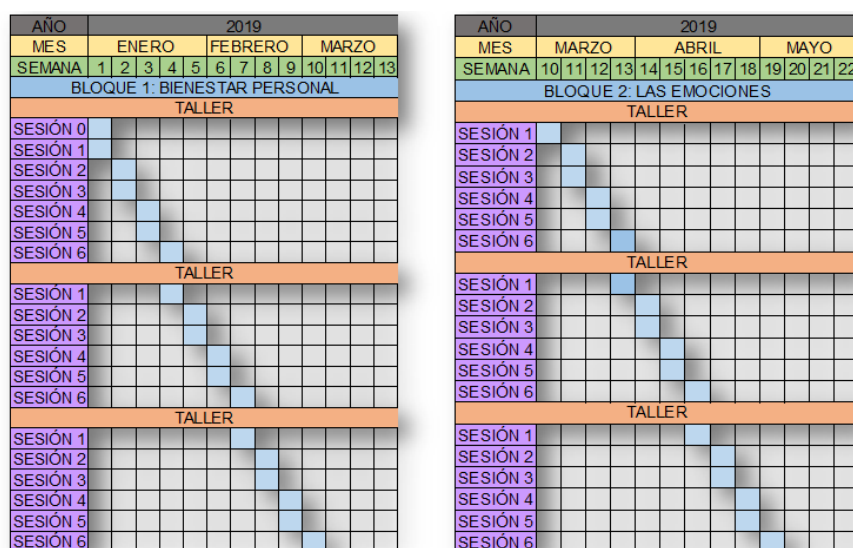 AÑO 2019
MES ENERO FEBRERO MARZO
SEMANA 1 2 3 4 5 6 7 8 9 10 11 12 13
BLOQUE 1: BIENESTAR PERSONAL
TALLER
SESIÓN 0
SESIÓN 1
SESIÓN 2
SESIÓN 3
SESIÓN 4
SESIÓN 5
SESIÓN 6
TALLER
SESIÓN 1
SESIÓN 2
SESIÓN 3
SESIÓN 4
SESIÓN 5
SESIÓN 6
TALLER
SESIÓN 1
SESIÓN 2
SESIÓN 3
SESIÓN 4
SESIÓN 5
SESIÓN 6
AÑO 2019
MES MARZO ABRIL MAYO
SEMANA 10 11 12 13 14 15 16 17 18 19 20 21 22
BLOQUE 2: LAS EMOCIONES
TALLER
SESIÓN 1
SESIÓN 2
SESIÓN 3
SESIÓN 4
SESIÓN 5
SESIÓN 6
TALLER
SESIÓN 1
SESIÓN 2
SESIÓN 3
SESIÓN 4
SESIÓN 5
SESIÓN 6
TALLER
SESIÓN 1
SESIÓN 2
SESIÓN 3
SESIÓN 4
SESIÓN 5
SESIÓN 6